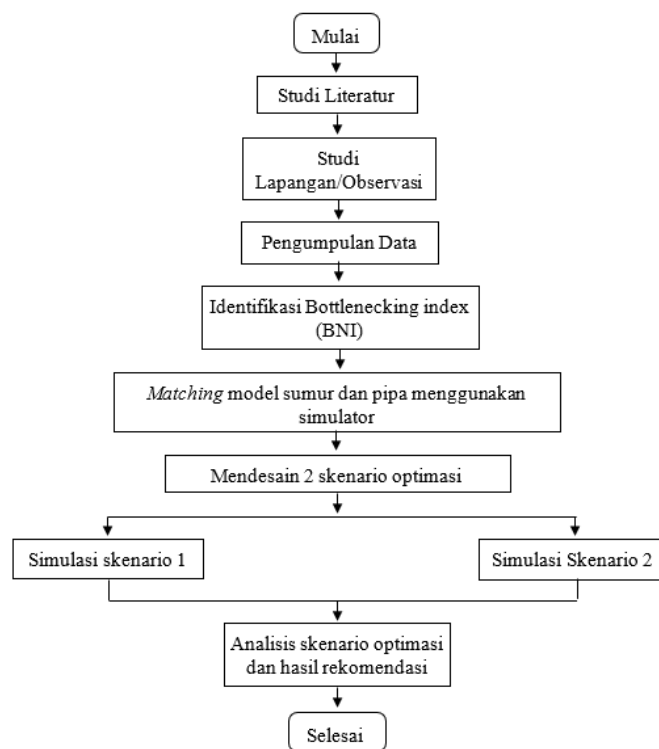 Mulai
Studi Literatur
Studi
Lapangan/Observasi
Pengumpulan Data
Identifikasi Bottlenecking index
(BNI)
Matching model sumur dan pipa menggunakan
simulator
Mendesain 2 skenario optimasi
Simulasi skenario 1
Simulasi Skenario 2
Analisis skenario optimasi
dan hasil rekomendasi
Selesai